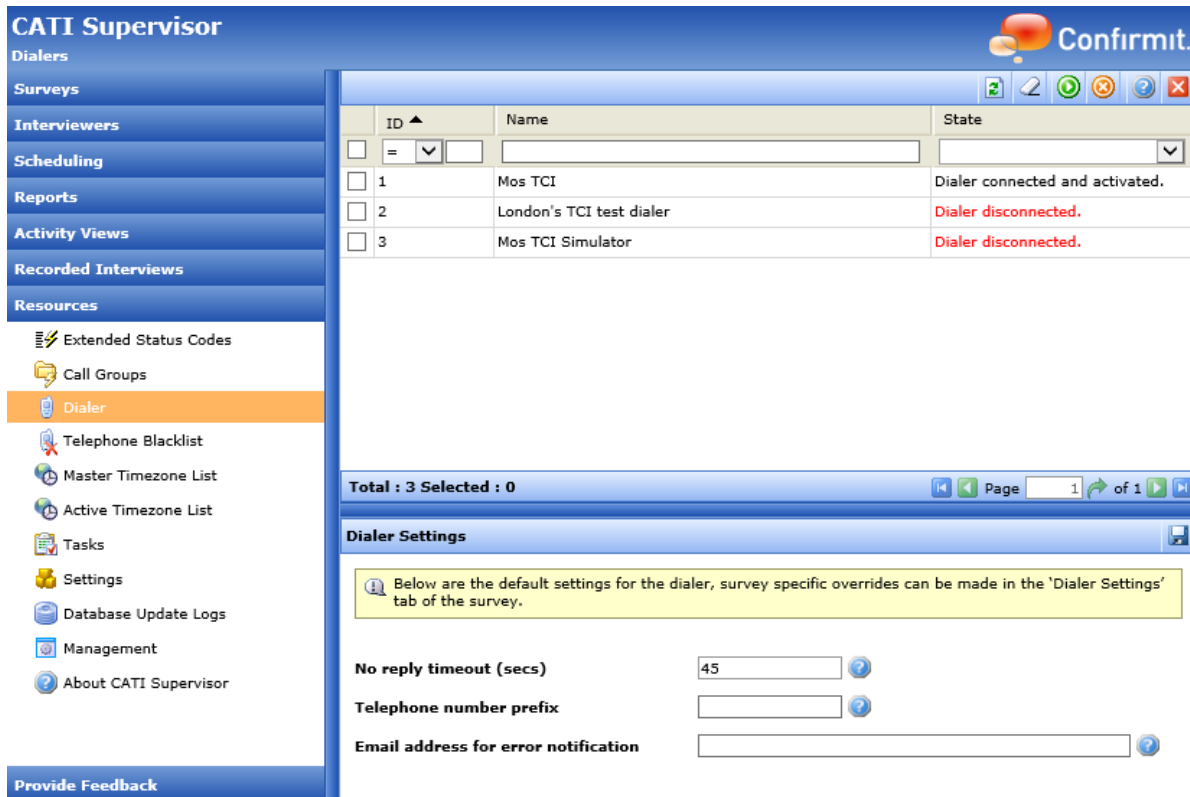 CATI Supervisor
Dialers
Confirmit.
Surveys
Interviewers
Scheduling
Reports
Activity Views
Recorded Interviews
Resources
Extended Status Codes
Call Groups
Dialer
Telephone Blacklist
Master Timezone List
Active Timezone List
Tasks
Settings
Database Update Logs
Management
About CATI Supervisor
Provide Feedback
ID Name State
=
1 Mos TCI Dialer connected and activated.
2 London's TCI test dialer Dialer disconnected.
3 Mos TCI Simulator Dialer disconnected.
Total : 3 Selected : 0 Page 1 of 1
Dialer Settings
Below are the default settings for the dialer, survey specific overrides can be made in the 'Dialer Settings'
tab of the survey.
No reply timeout (secs) 45
Telephone number prefix
Email address for error notification